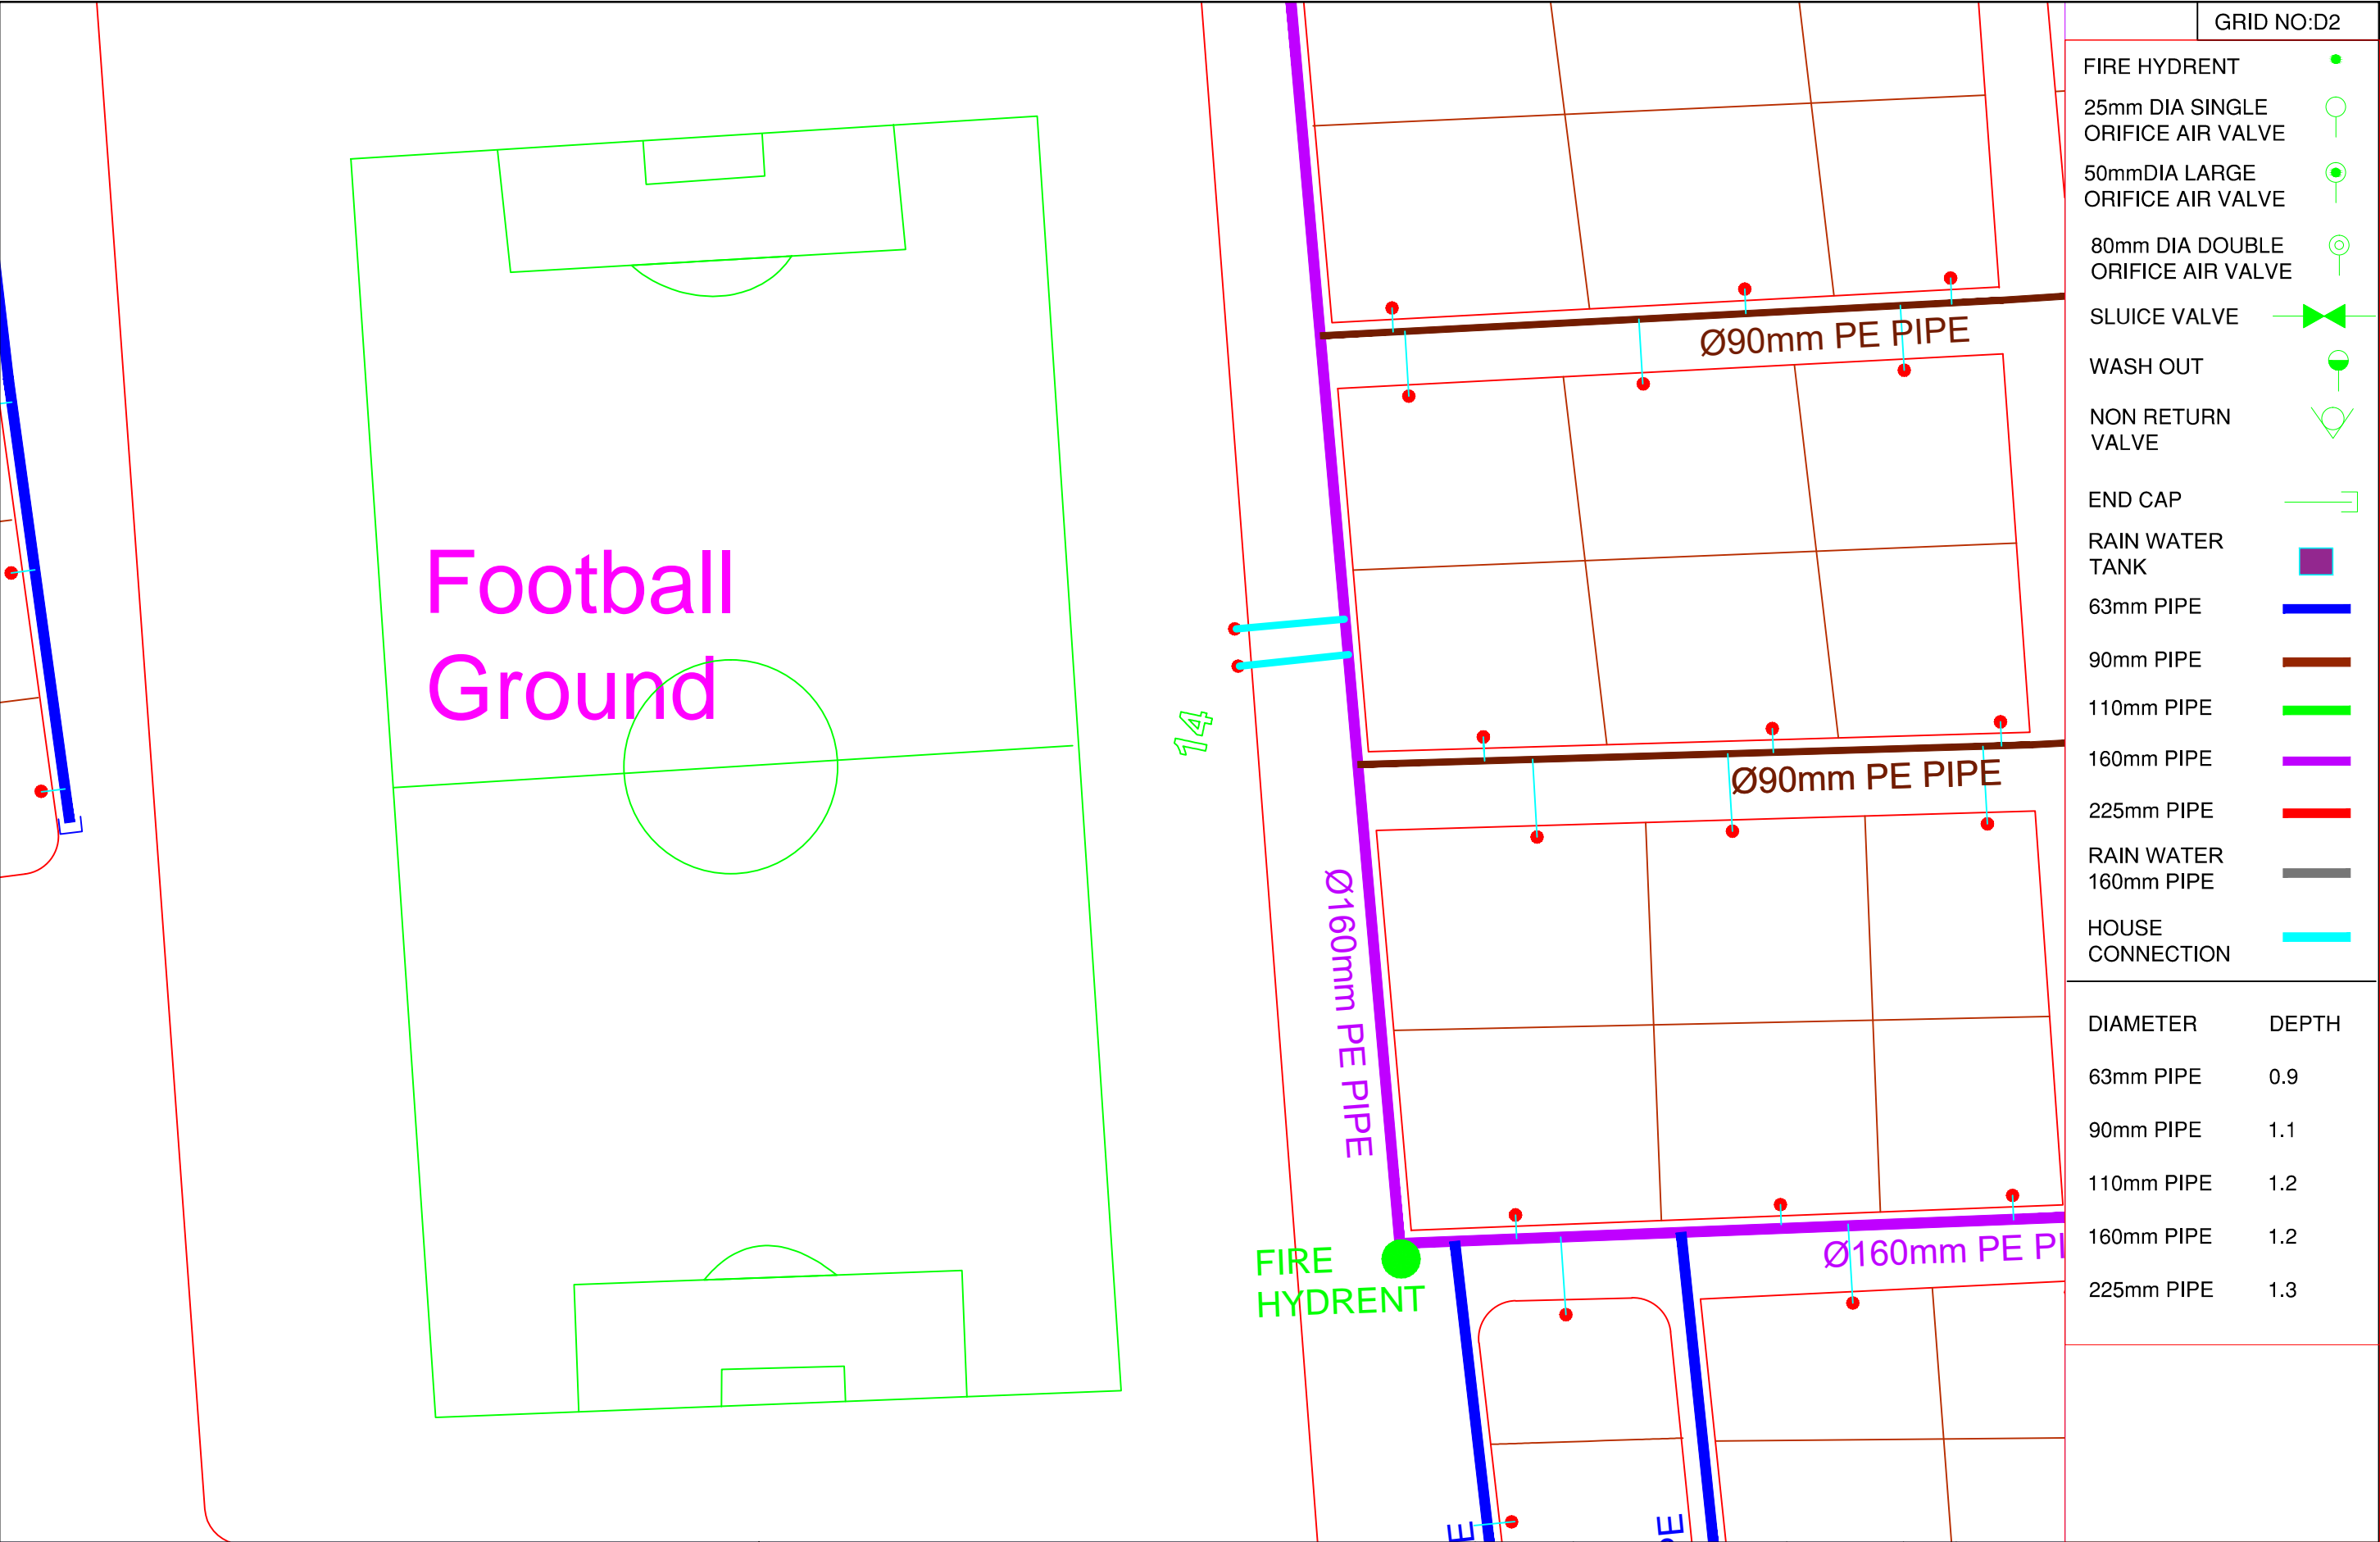 GRID NO:D2
FIRE HYDRENT
25mm DIA SINGLE
ORIFICE AIR VALVE
50mmDIA LARGE
ORIFICE AIR VALVE
80mm DIA DOUBLE
ORIFICE AIR VALVE
SLUICE VALVE
WASH OUT
NON RETURN
VALVE
END CAP
RAIN WATER
TANK
63mm PIPE
90mm PIPE
110mm PIPE
160mm PIPE
225mm PIPE
RAIN WATER
160mm PIPE
HOUSE
CONNECTION
DIAMETER DEPTH
63mm PIPE 0.9
90mm PIPE 1.1
110mm PIPE 1.2
160mm PIPE 1.2
225mm PIPE 1.3
Ø90mm PE PIPE
Football
Ground
14
Ø90mm PE PIPE
Ø160mm PE PIPE
FIRE
HYDRENT
Ø160mm PE PI
E
PE